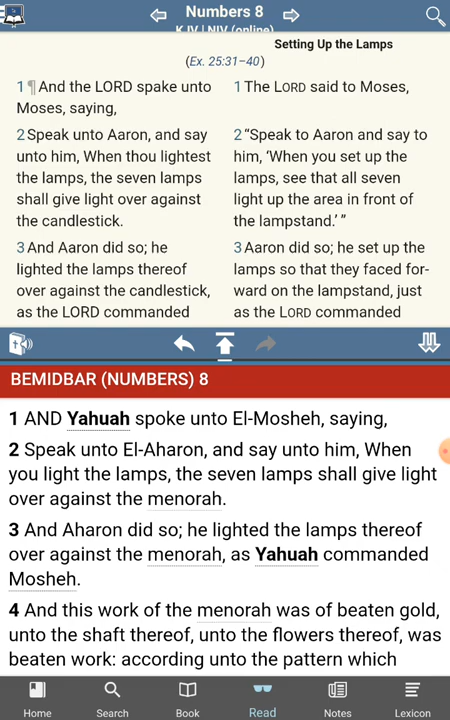 Numbers 8
KJV | NIV (online)
Setting Up the Lamps
(Ex. 25:31–40)
1 ¶ And the LORD spake unto
Moses, saying,
2 Speak unto Aaron, and say
unto him, When thou lightest
the lamps, the seven lamps
shall give light over against
the candlestick.
3 And Aaron did so; he
lighted the lamps thereof
over against the candlestick,
as the LORD commanded
1 The LORD said to Moses,
2 “Speak to Aaron and say to
him, ‘When you set up the
lamps, see that all seven
light up the area in front of
the lampstand.’ ”
3 Aaron did so; he set up the
lamps so that they faced for-
ward on the lampstand, just
as the LORD commanded
BEMIDBAR (NUMBERS) 8
1 AND Yahuah spoke unto El-Mosheh, saying,
2 Speak unto El-Aharon, and say unto him, When
you light the lamps, the seven lamps shall give light
over against the menorah.
3 And Aharon did so; he lighted the lamps thereof
over against the menorah, as Yahuah commanded
Mosheh.
4 And this work of the menorah was of beaten gold,
unto the shaft thereof, unto the flowers thereof, was
beaten work: according unto the pattern which
Home Search Book Read Notes Lexicon